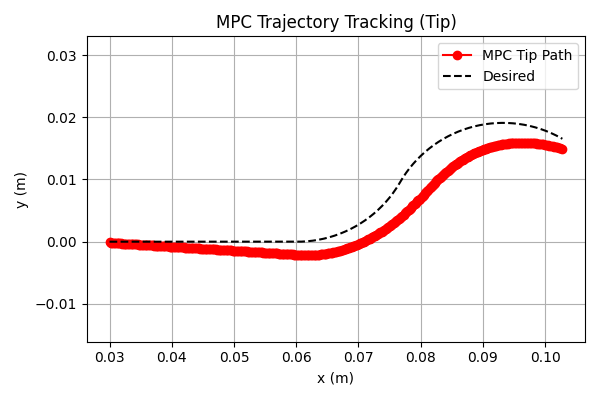 MPC Trajectory Tracking (Tip)
MPC Tip Path
Desired
y (m)
0.03
0.02
0.01
0.00
−0.01
0.03 0.04 0.05 0.06 0.07 0.08 0.09 0.10
x (m)